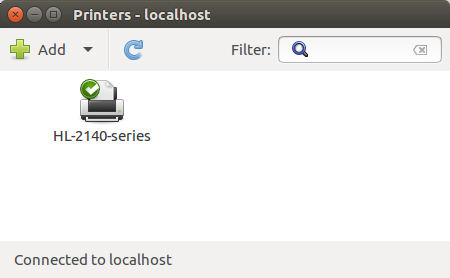 Printers - localhost
Add
Filter:
HL-2140-series
Connected to localhost